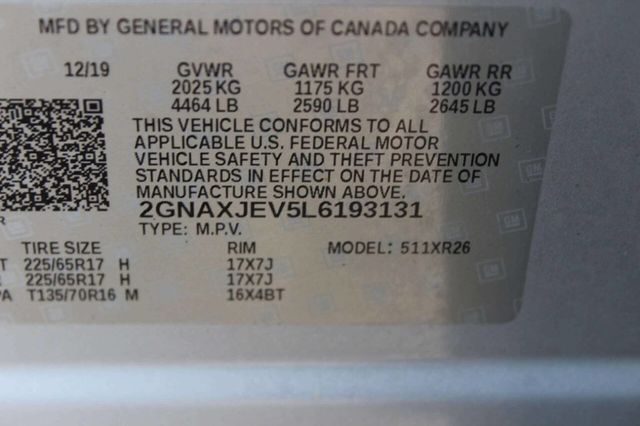 MFD BY GENERAL MOTORS OF CANADA COMPANY
12/19 GVWR GAWR FRT GAWR RR
2025 KG 1175 KG 1200 KG
4464 LB 2590 LB 2645 LB
THIS VEHICLE CONFORMS TO ALL
APPLICABLE U.S. FEDERAL MOTOR
VEHICLE SAFETY AND THEFT PREVENTION
STANDARDS IN EFFECT ON THE DATE OF
MANUFACTURE SHOWN ABOVE.
2GNAXJEV5L6193131
R
TYPE: M.P.V.
TIRE SIZE RIM MODEL: 511XR26
T 225/65R17 H 17X7J
R 225/65R17 H 17X7J
PA T135/70R16 M 16X4BT